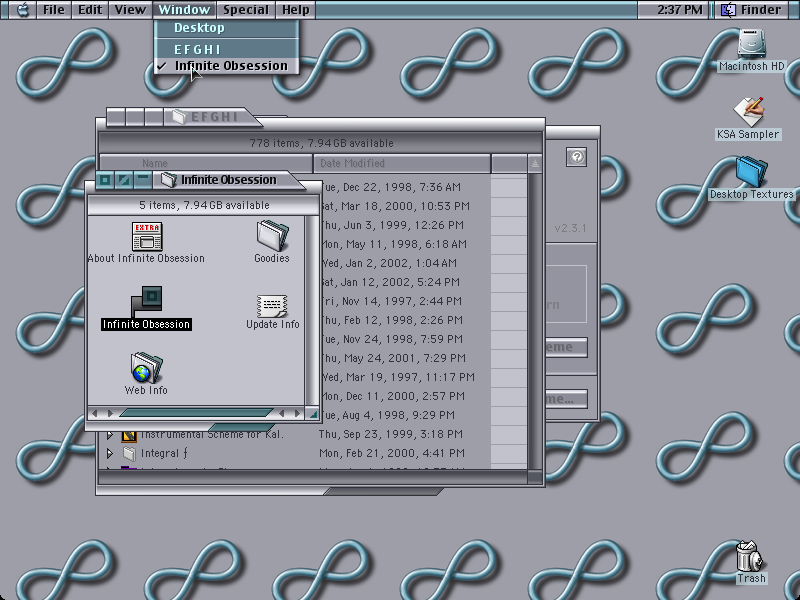 File Edit View Window Special Help 2:37 PM Finder
Desktop
E F G H I
✓ Infinite Obsession
Macintosh HD
KSA Sampler
Desktop Textures
Trash
E F G H I
778 items, 7.94 GB available
Name Date Modified
Tue, Dec 22, 1998, 7:36 AM
Sat, Mar 18, 2000, 10:53 PM
Thu, Jun 3, 1999, 12:26 PM
Mon, May 11, 1998, 6:18 AM
Wed, Jan 2, 2002, 1:04 AM
Sat, Jan 12, 2002, 5:24 PM
Fri, Nov 14, 1997, 2:44 PM
Thu, Feb 12, 1998, 2:26 PM
Tue, Nov 24, 1998, 7:59 PM
Thu, May 24, 2001, 7:29 PM
Wed, Mar 19, 1997, 11:17 PM
Mon, Dec 11, 2000, 2:57 PM
Tue, Aug 4, 1998, 9:29 PM
Instrumental Scheme for Kal. Thu, Sep 23, 1999, 3:18 PM
Integral ƒ Mon, Feb 21, 2000, 4:41 PM
Infinite Obsession
5 items, 7.94 GB available
EXTRA
About Infinite Obsession
Goodies
Infinite Obsession
Update Info
Web Info
?
v2.3.1
rn
eme
me...